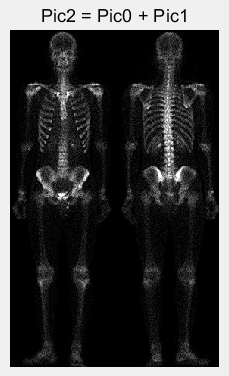 Pic2 = Pic0 + Pic1